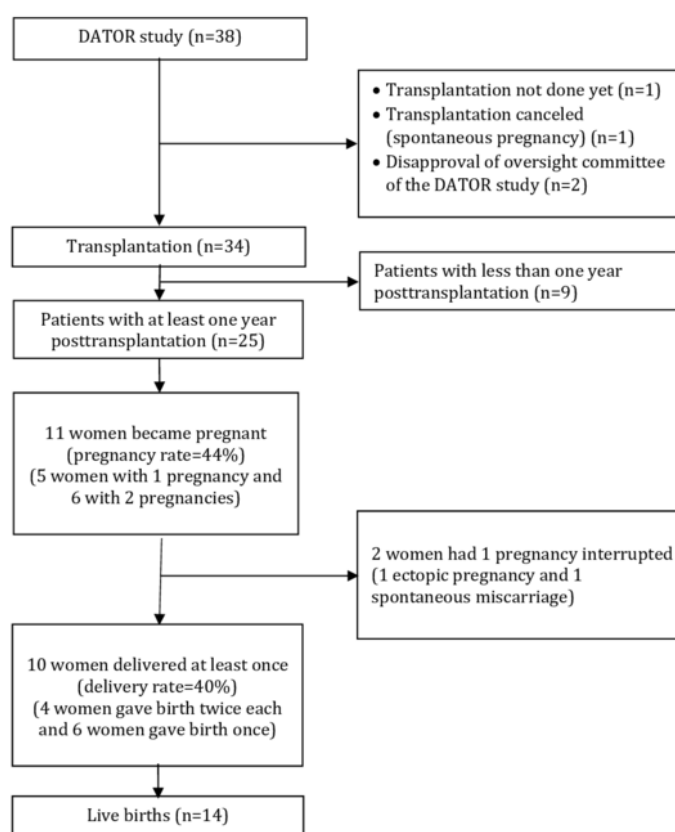 DATOR study (n=38)
• Transplantation not done yet (n=1)
• Transplantation canceled
(spontaneous pregnancy) (n=1)
• Disapproval of oversight committee
of the DATOR study (n=2)
Transplantation (n=34)
Patients with less than one year
posttransplantation (n=9)
Patients with at least one year
posttransplantation (n=25)
11 women became pregnant
(pregnancy rate=44%)
(5 women with 1 pregnancy and
6 with 2 pregnancies)
2 women had 1 pregnancy interrupted
(1 ectopic pregnancy and 1
spontaneous miscarriage)
10 women delivered at least once
(delivery rate=40%)
(4 women gave birth twice each
and 6 women gave birth once)
Live births (n=14)